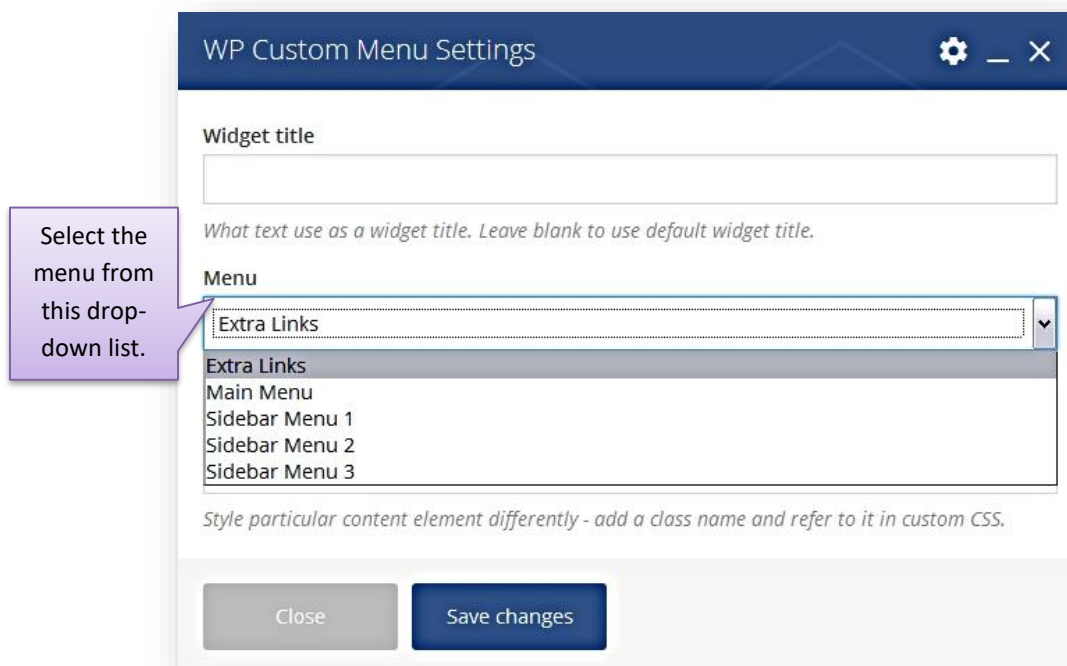 WP Custom Menu Settings
Widget title
What text use as a widget title. Leave blank to use default widget title.
Select the
menu from
this drop-
down list.
Menu
Extra Links
Extra Links
Main Menu
Sidebar Menu 1
Sidebar Menu 2
Sidebar Menu 3
Style particular content element differently - add a class name and refer to it in custom CSS.
Close
Save changes